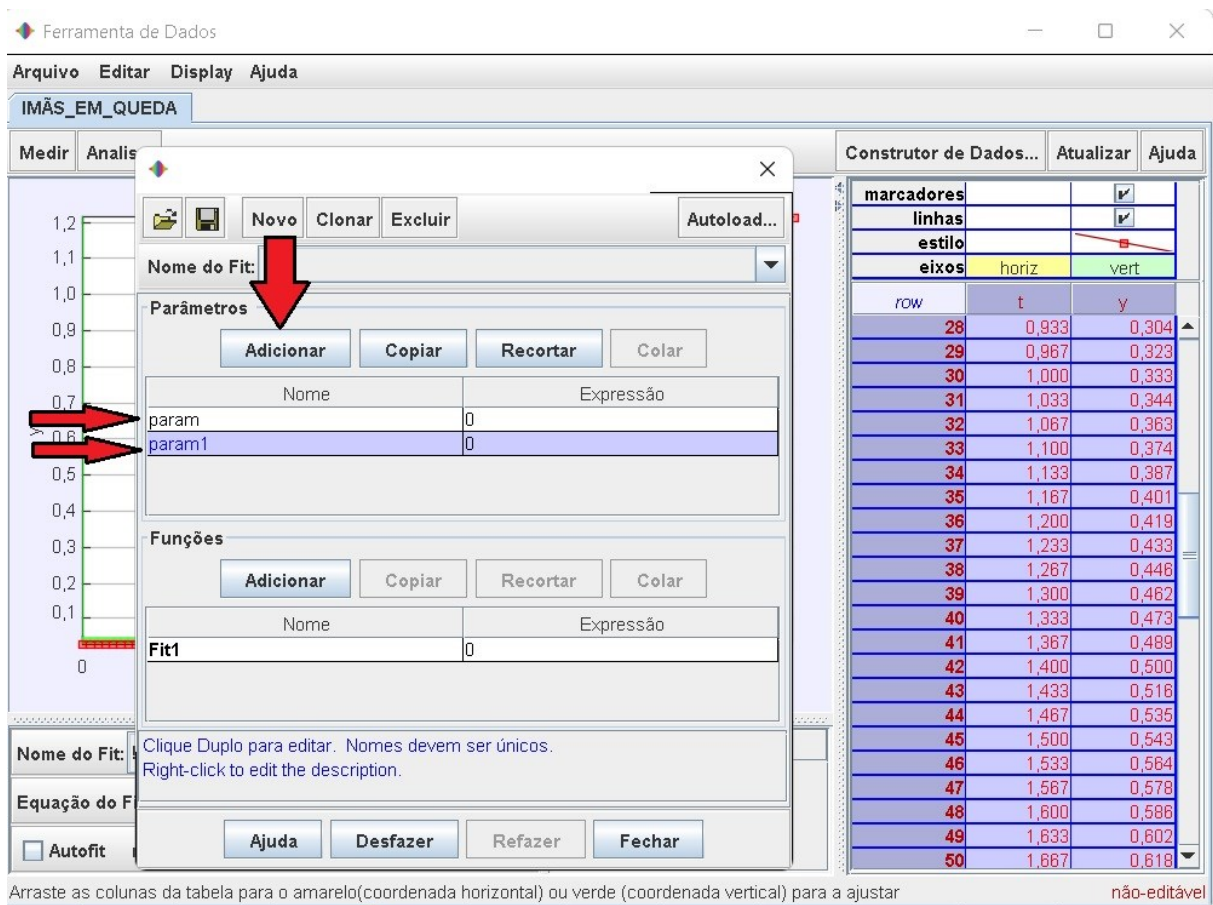 Ferramenta de Dados
Arquivo Editar Display Ajuda
IMÃS_EM_QUEDA
Medir Analis
Construtor de Dados... Atualizar Ajuda
Novo Clonar Excluir Autoload...
Nome do Fit:
Parâmetros
Adicionar Copiar Recortar Colar
Nome Expressão
param 0
param1 0
Funções
Adicionar Copiar Recortar Colar
Nome Expressão
Fit1 0
Clique Duplo para editar. Nomes devem ser únicos.
Right-click to edit the description.
Ajuda Desfazer Refazer Fechar
1,2
1,1
1,0
0,9
0,8
0,7
0,6
0,5
0,4
0,3
0,2
0,1
0
y
Nome do Fit:
Equação do Fi
Autofit
marcadores
linhas
estilo
eixos horiz vert
row t y
28 0,933 0,304
29 0,967 0,323
30 1,000 0,333
31 1,033 0,344
32 1,067 0,363
33 1,100 0,374
34 1,133 0,387
35 1,167 0,401
36 1,200 0,419
37 1,233 0,433
38 1,267 0,446
39 1,300 0,462
40 1,333 0,473
41 1,367 0,489
42 1,400 0,500
43 1,433 0,516
44 1,467 0,535
45 1,500 0,543
46 1,533 0,564
47 1,567 0,578
48 1,600 0,586
49 1,633 0,602
50 1,667 0,618
Arraste as colunas da tabela para o amarelo(coordenada horizontal) ou verde (coordenada vertical) para a ajustar
não-editável